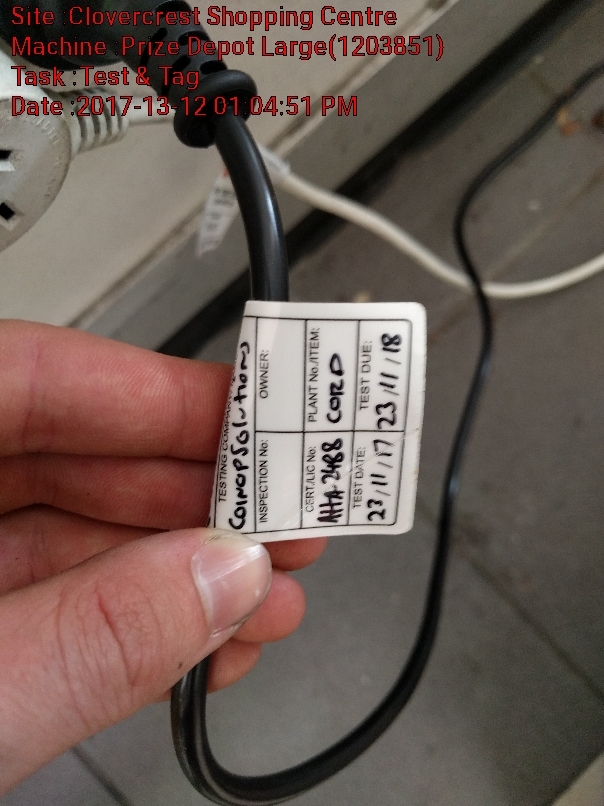 Site :Clovercrest Shopping Centre
Machine :Prize Depot Large(1203851)
Task :Test & Tag
Date :2017-13-12 01:04:51 PM
TESTING COMPANY
CoinopSolutions
INSPECTION No:
OWNER:
CERT/LIC No:
AHA-2488
PLANT No./ITEM:
CORD
TEST DATE:
23/11/17
TEST DUE:
23/11/18